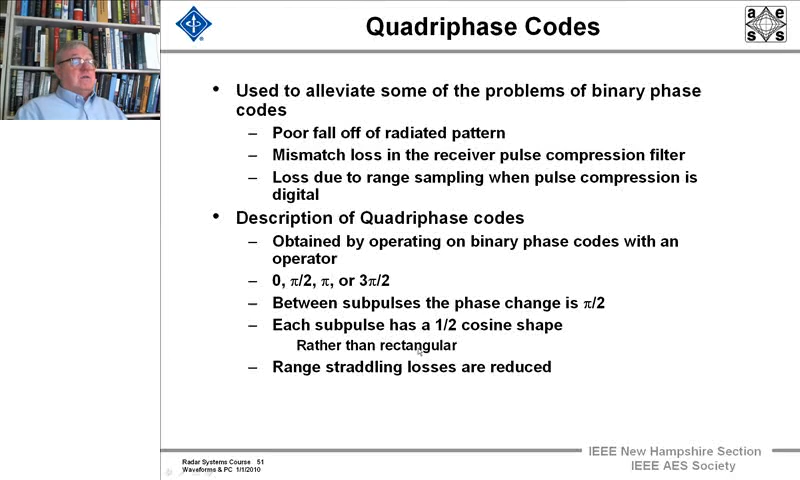 Quadriphase Codes
a e
s s
• Used to alleviate some of the problems of binary phase
codes
– Poor fall off of radiated pattern
– Mismatch loss in the receiver pulse compression filter
– Loss due to range sampling when pulse compression is
digital
• Description of Quadriphase codes
– Obtained by operating on binary phase codes with an
operator
– 0, π/2, π, or 3π/2
– Between subpulses the phase change is π/2
– Each subpulse has a 1/2 cosine shape
Rather than rectangular
– Range straddling losses are reduced
Radar Systems Course 51
Waveforms & PC 1/1/2010
IEEE New Hampshire Section
IEEE AES Society